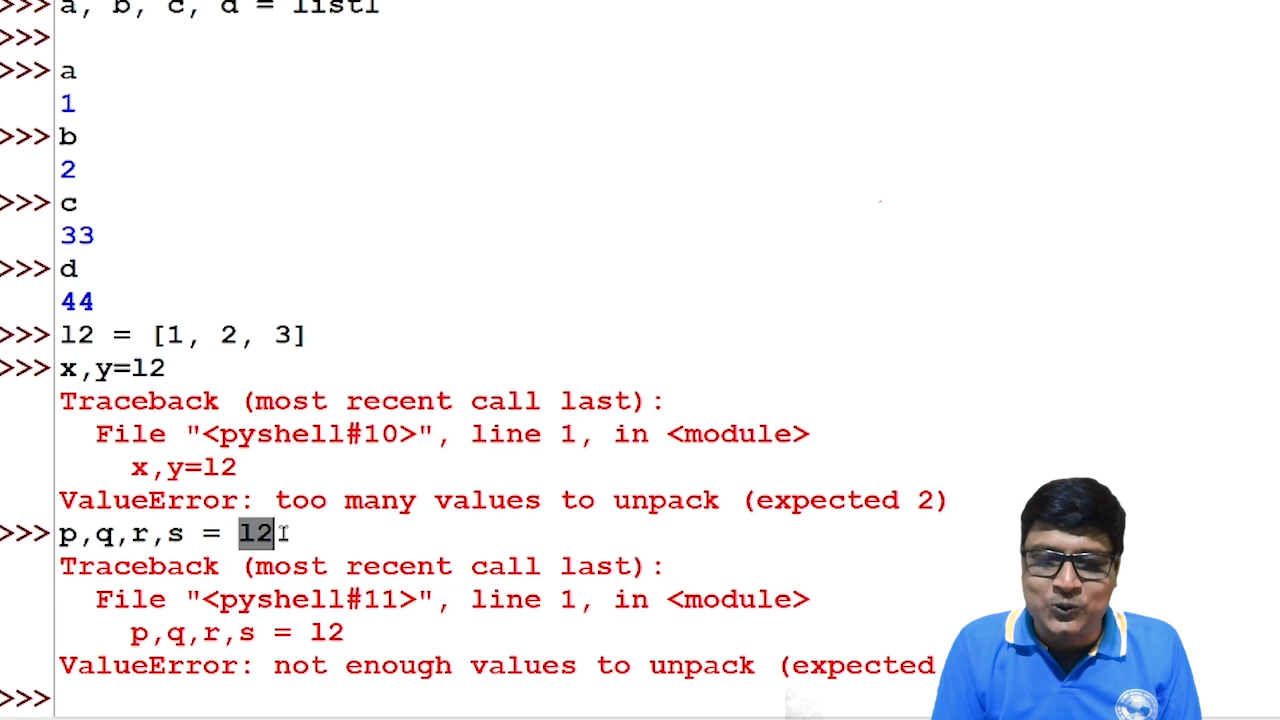 >>> a, b, c, d = list1
>>>
>>> a
1
>>> b
2
>>> c
33
>>> d
44
>>> l2 = [1, 2, 3]
>>> x,y=l2
Traceback (most recent call last):
File "<pyshell#10>", line 1, in <module>
x,y=l2
ValueError: too many values to unpack (expected 2)
>>> p,q,r,s = l2
Traceback (most recent call last):
File "<pyshell#11>", line 1, in <module>
p,q,r,s = l2
ValueError: not enough values to unpack (expected
>>>